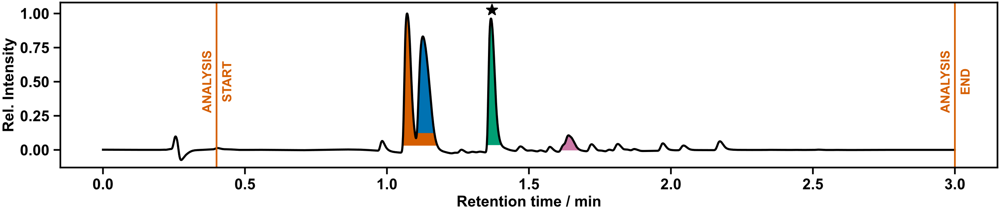 Rel. Intensity
1.00
0.75
0.50
0.25
0.00
ANALYSIS
START
ANALYSIS
END
0.0 0.5 1.0 1.5 2.0 2.5 3.0
Retention time / min